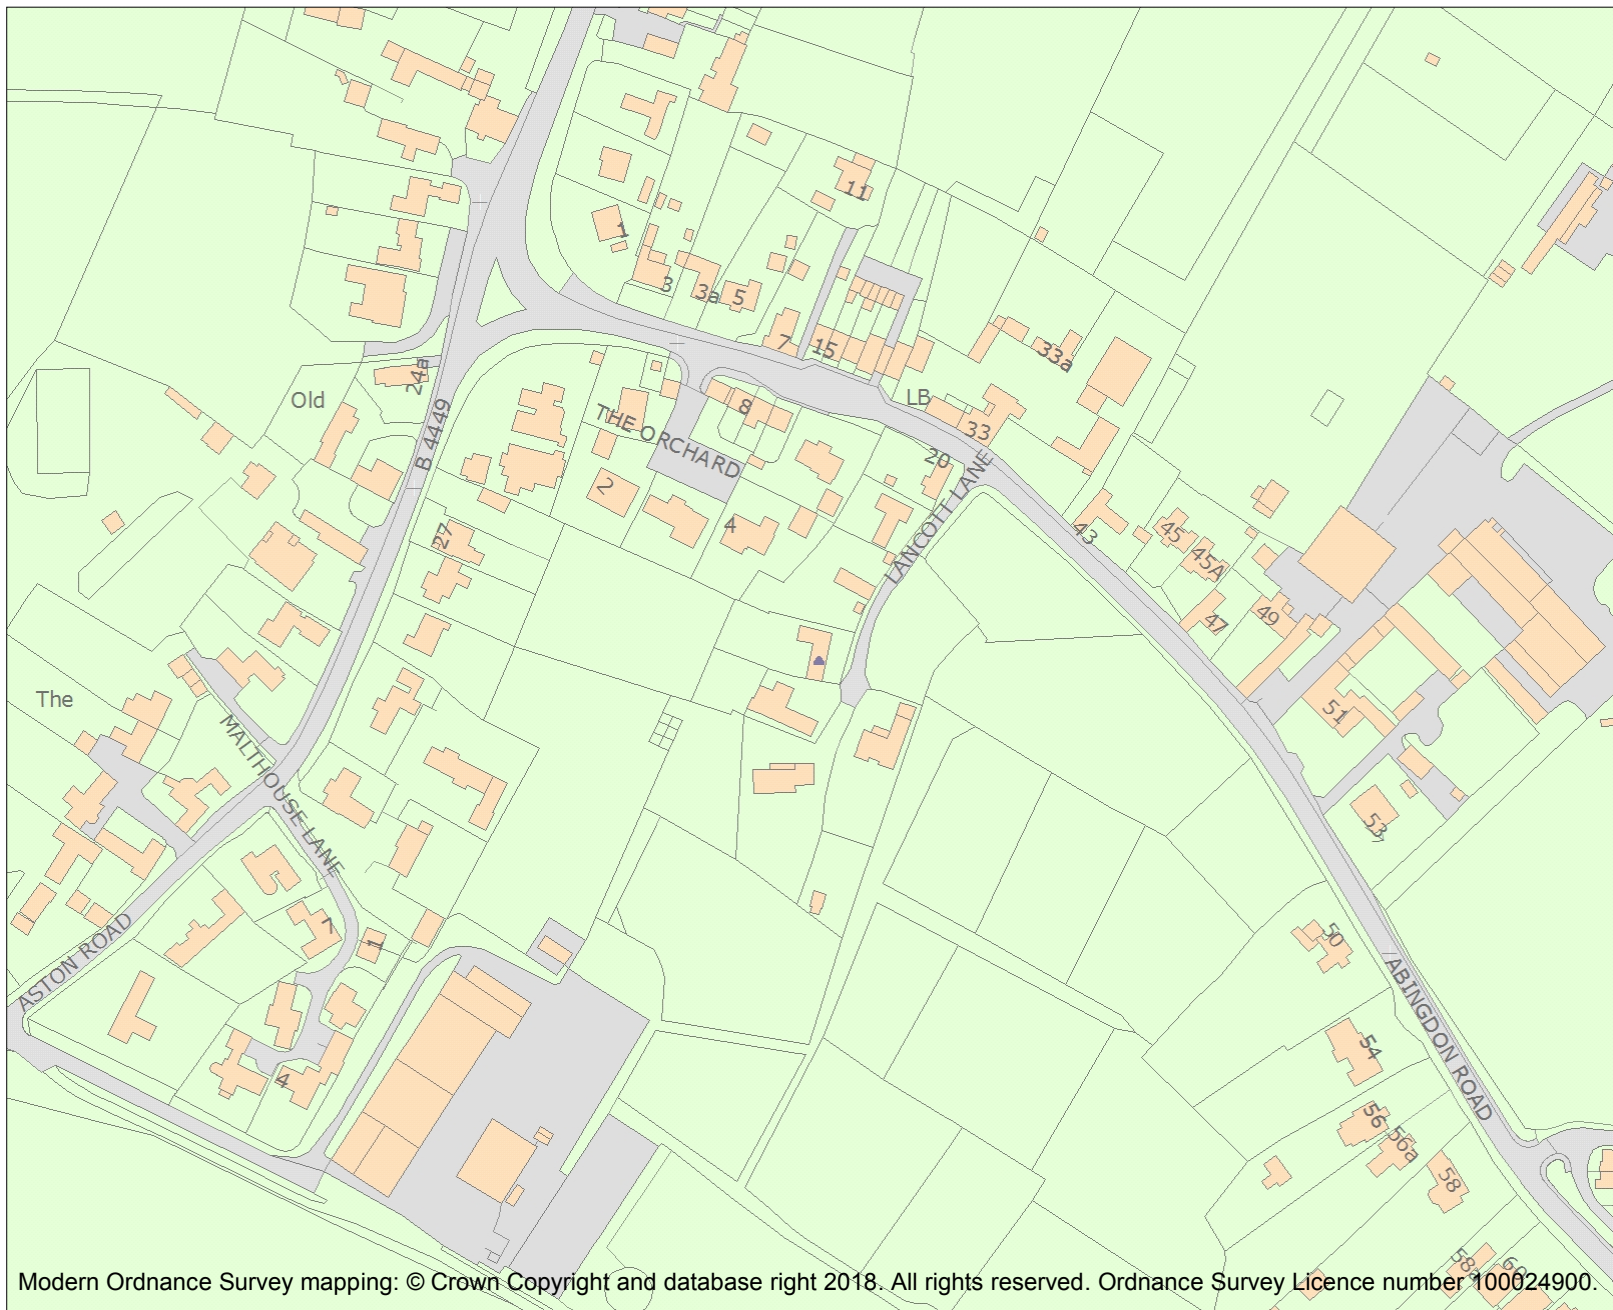 11
1
3
3a
5
7
15
33a
24a
Old
LB
B 4449
8
THE ORCHARD
33
20
2
4
LANCOTT LANE
27
43
45
45A
47
49
The
51
MALTHOUSE LANE
53
7
1
50
ASTON ROAD
ABINGDON ROAD
54
4
56
56a
58
60
Modern Ordnance Survey mapping: © Crown Copyright and database right 2018. All rights reserved. Ordnance Survey Licence number 100024900.